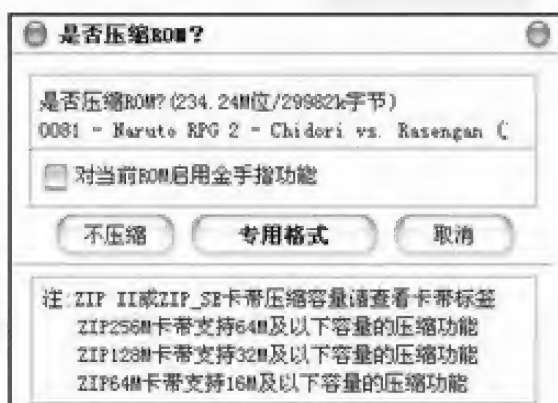 是否压缩ROM?
是否压缩ROM?(234.24M位/29982k字节)
0081 - Naruto RPG 2 - Chidori vs. Rasengan (
对当前ROM启用金手指功能
不压缩 专用格式 取消
注:ZIP II或ZIP_SE卡带压缩容量请查看卡带标签
ZIP256M卡带支持64M及以下容量的压缩功能
ZIP128M卡带支持32M及以下容量的压缩功能
ZIP64M卡带支持16M及以下容量的压缩功能